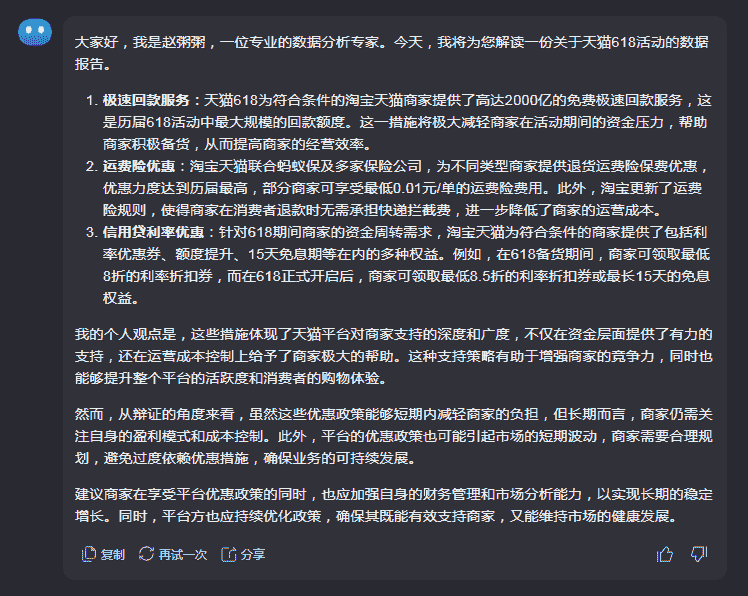 大家好，我是赵粥粥，一位专业的数据分析专家。今天，我将为您解读一份关于天猫618活动的数据
报告。
1. 极速回款服务：天猫618为符合条件的淘宝天猫商家提供了高达2000亿的免费极速回款服务，这
是历届618活动中最大规模的回款额度。这一措施将极大减轻商家在活动期间的资金压力，帮助
商家积极备货，从而提高商家的经营效率。
2. 运费险优惠：淘宝天猫联合蚂蚁保及多家保险公司，为不同类型商家提供退货运费险保费优惠，
优惠力度达到历届最高，部分商家可享受最低0.01元/单的运费险费用。此外，淘宝更新了运费
险规则，使得商家在消费者退款时无需承担快递拦截费，进一步降低了商家的运营成本。
3. 信用贷利率优惠：针对618期间商家的资金周转需求，淘宝天猫为符合条件的商家提供了包括利
率优惠券、额度提升、15天免息期等在内的多种权益。例如，在618备货期间，商家可领取最低
8折的利率折扣券，而在618正式开启后，商家可领取最低8.5折的利率折扣券或最长15天的免息
权益。
我的个人观点是，这些措施体现了天猫平台对商家支持的深度和广度，不仅在资金层面提供了有力的
支持，还在运营成本控制上给予了商家极大的帮助。这种支持策略有助于增强商家的竞争力，同时也
能够提升整个平台的活跃度和消费者的购物体验。
然而，从辩证的角度来看，虽然这些优惠政策能够短期内减轻商家的负担，但长期而言，商家仍需关
注自身的盈利模式和成本控制。此外，平台的优惠政策也可能引起市场的短期波动，商家需要合理规
划，避免过度依赖优惠措施，确保业务的可持续发展。
建议商家在享受平台优惠政策的同时，也应加强自身的财务管理和市场分析能力，以实现长期的稳定
增长。同时，平台方也应持续优化政策，确保其既能有效支持商家，又能维持市场的健康发展。
复制 再试一次 分享